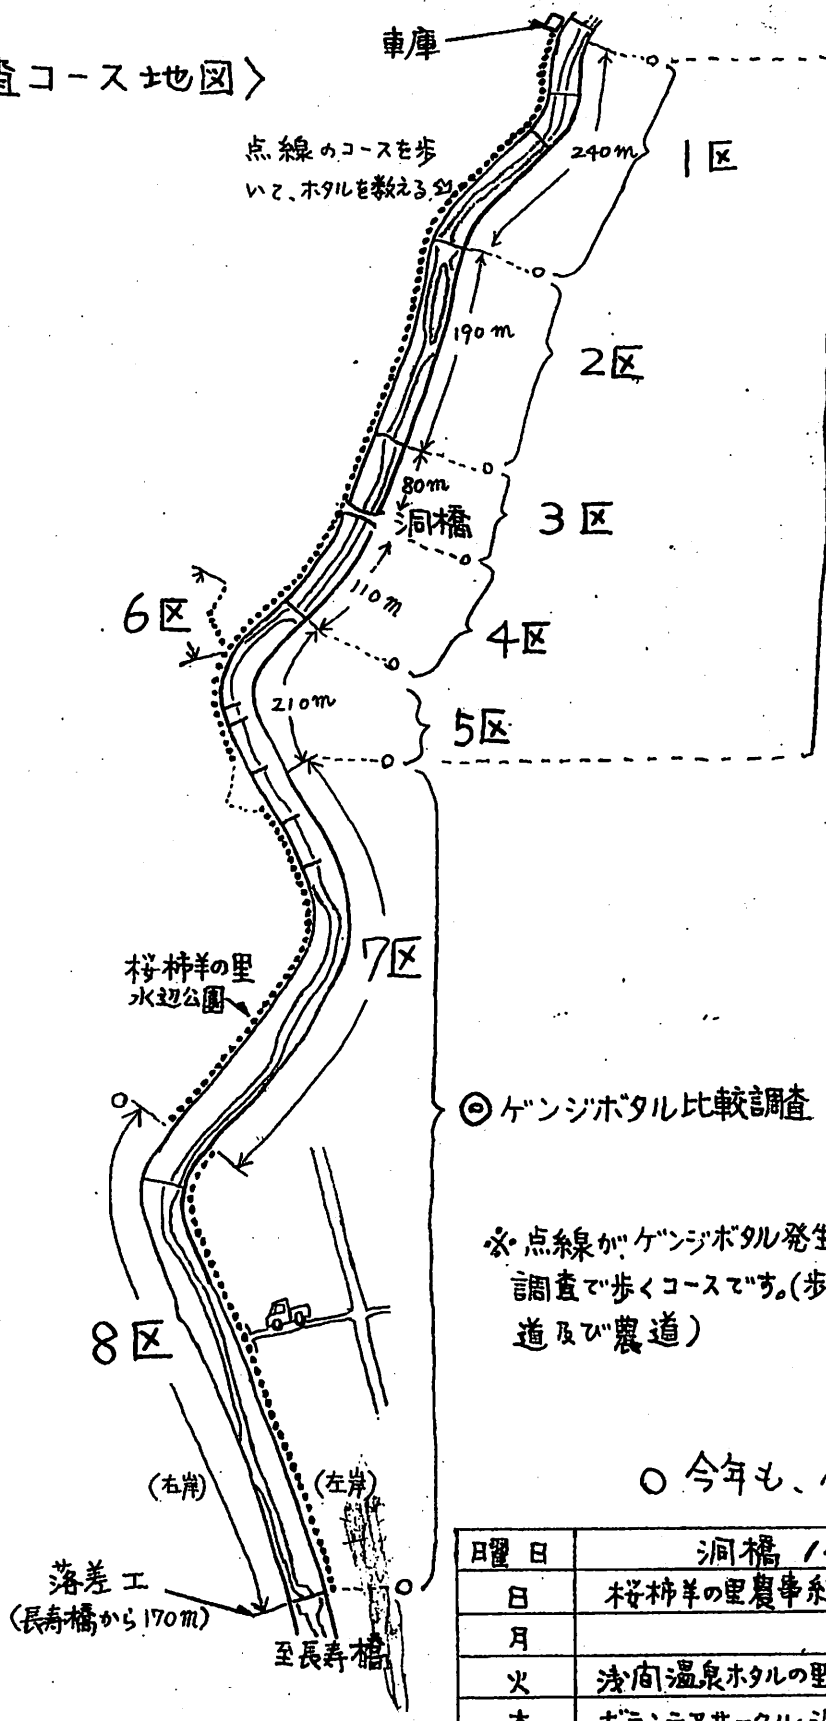 査コース地図〉
車庫
点線のコースを歩
いて、ホタルを数える。
240m
1区
190m
2区
80m
洞橋
3区
110m
4区
6区
210m
5区
7区
桜柿羊の里
水辺公園
◎ゲンジボタル比較調査
※点線が、ゲンジボタル発生
調査で歩くコースです。(歩
道及び農道)
8区
(右岸)
(左岸)
○ 今年も、
落差工
(長寿橋から170m)
至長寿橋
曜日 洞橋
日 桜柿羊の里農事
月
火 浅間温泉ホタルの里